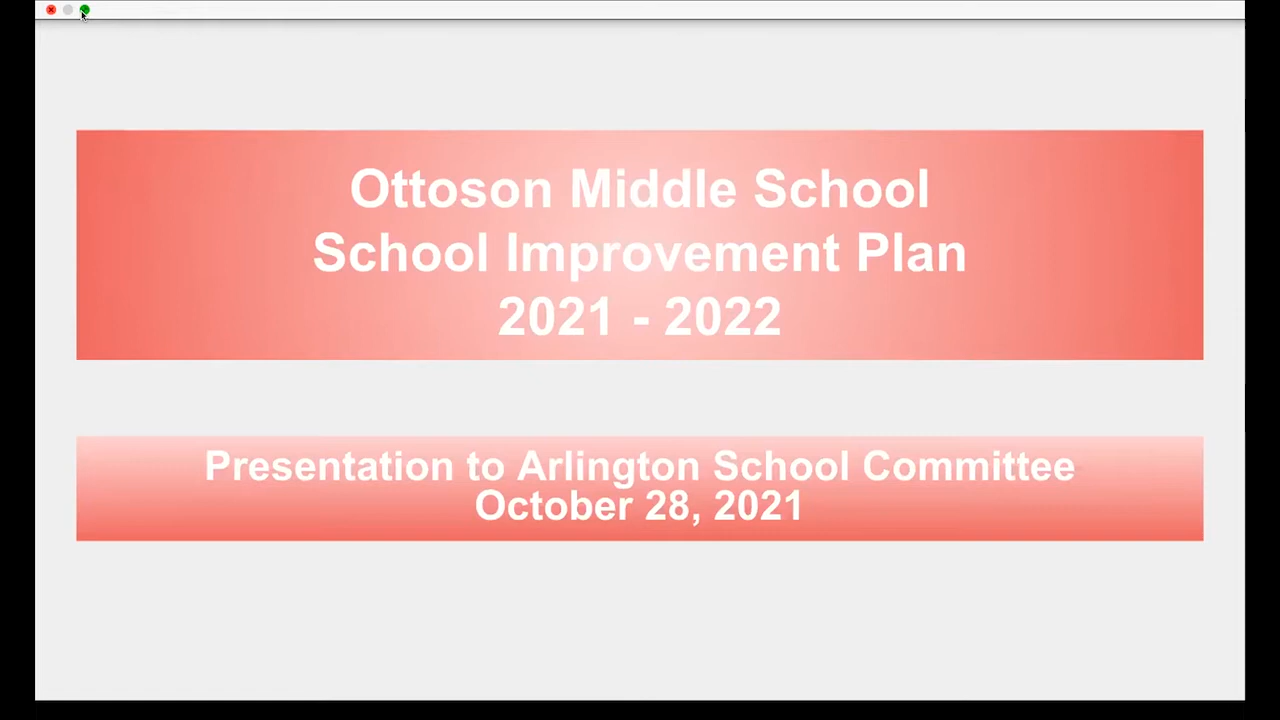 Ottoson Middle School
School Improvement Plan
2021 - 2022
Presentation to Arlington School Committee
October 28, 2021